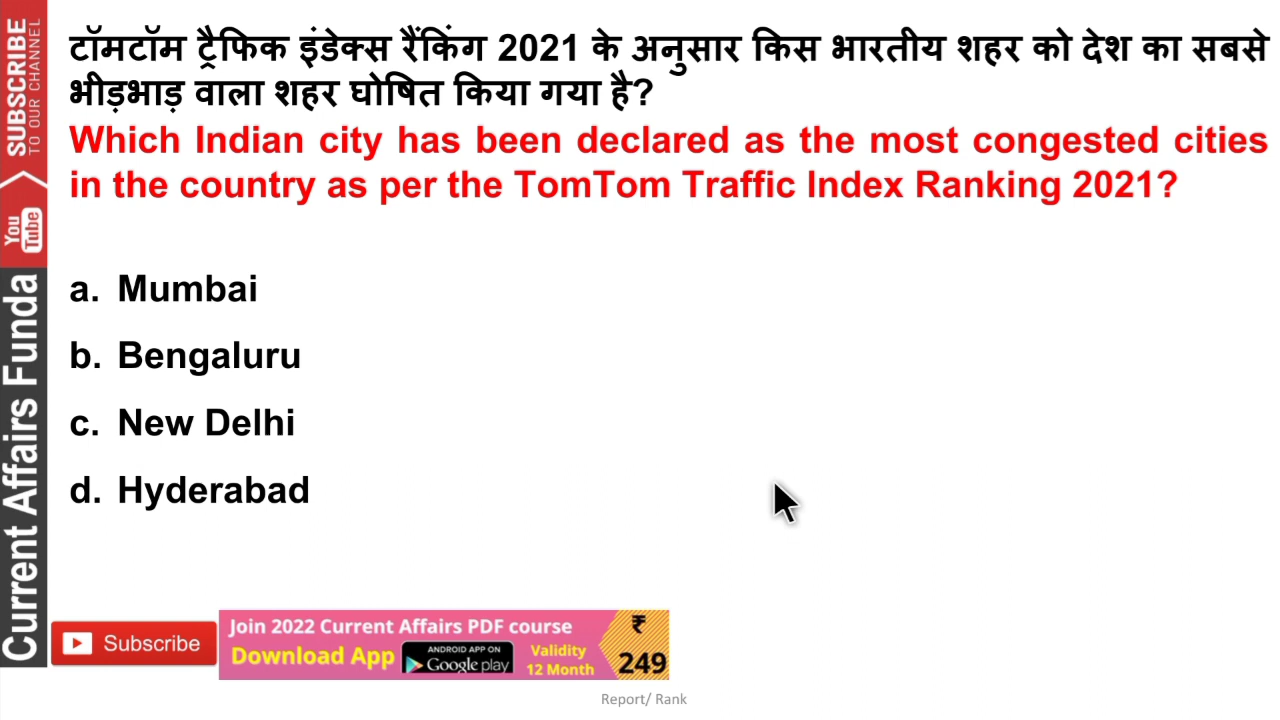 टॉमटॉम ट्रैफिक इंडेक्स रैंकिंग 2021 के अनुसार किस भारतीय शहर को देश का सबसे
भीड़भाड़ वाला शहर घोषित किया गया है?
Which Indian city has been declared as the most congested cities
in the country as per the TomTom Traffic Index Ranking 2021?
a. Mumbai
b. Bengaluru
c. New Delhi
d. Hyderabad
SUBSCRIBE
TO OUR CHANNEL
You
Tube
Current Affairs Funda
Subscribe
Join 2022 Current Affairs PDF course
Download App
ANDROID APP ON
Google play
Validity
12 Month
₹
249
Report/ Rank